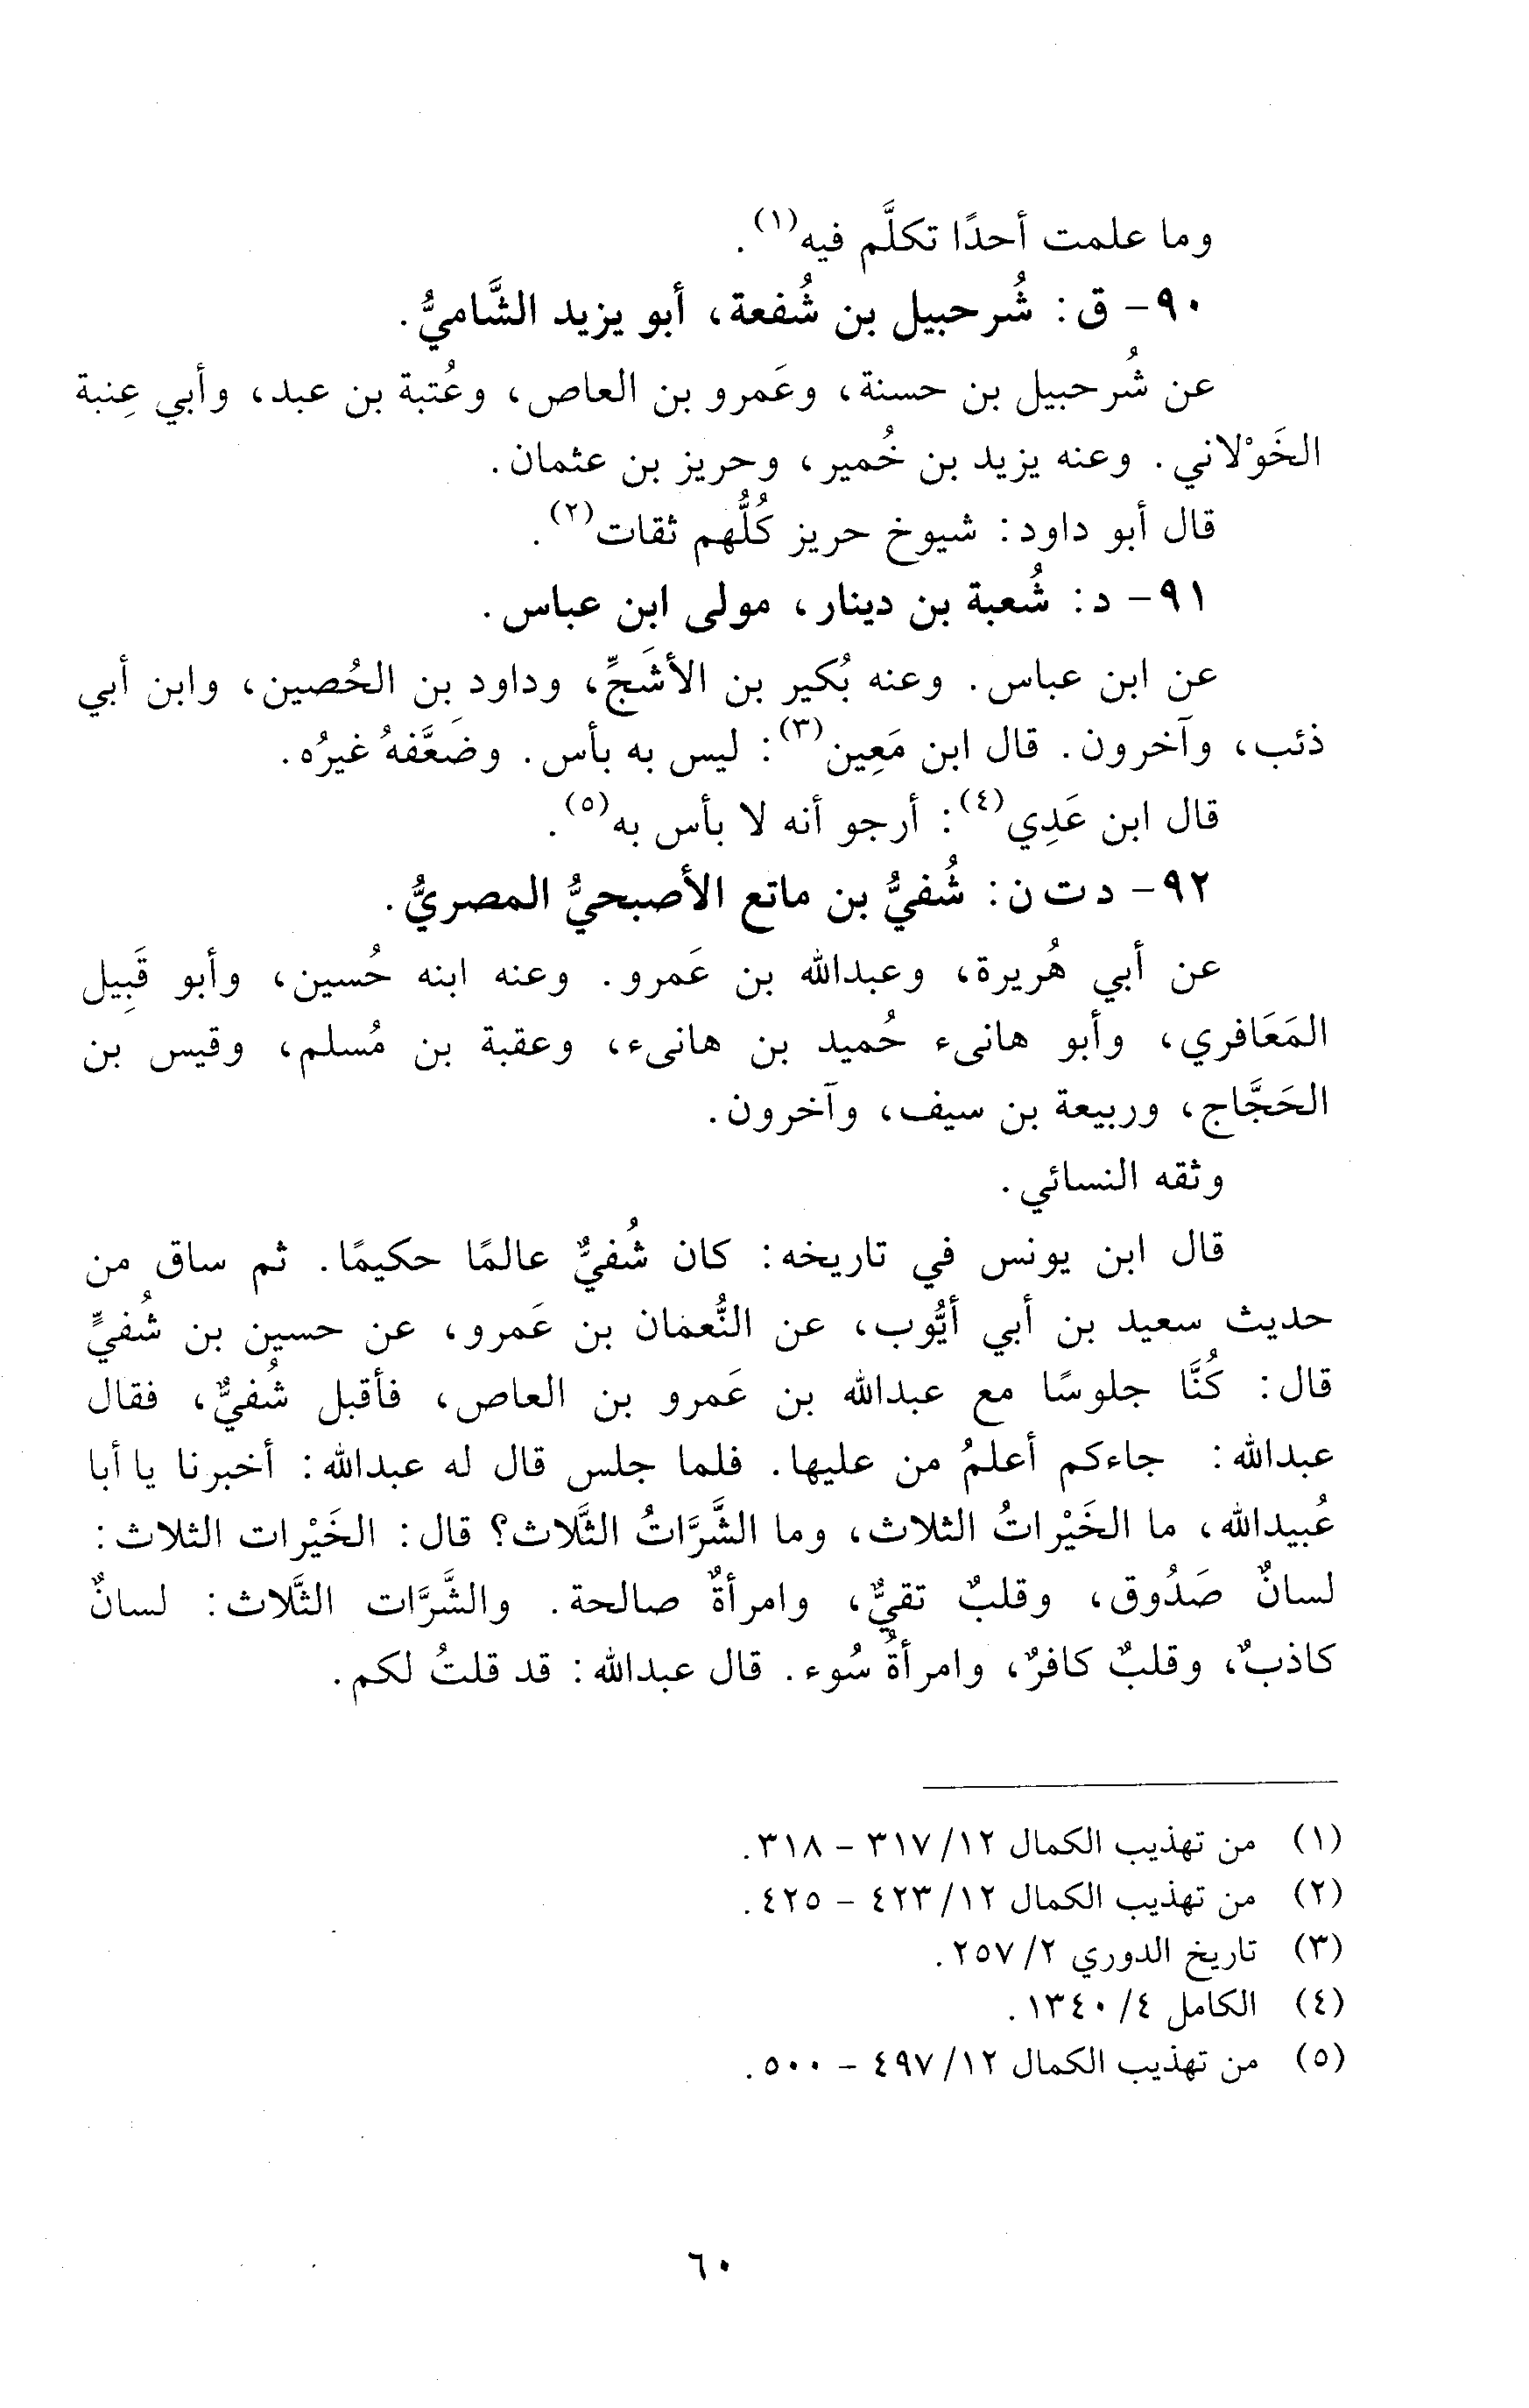 وما علمت أحدًا تكلَّم فيه(١).
٩٠- ق: شُرحبيل بن شُفعة، أبو يزيد الشَّاميُّ.
عن شُرحبيل بن حسنة، وعَمرو بن العاص، وعُتبة بن عبد، وأبي عِنبة
الخَوْلاني. وعنه يزيد بن خُمير، وحريز بن عثمان.
قال أبو داود: شيوخ حريز كُلُّهم ثقات(٢).
٩١- د: شُعبة بن دينار، مولى ابن عباس.
عن ابن عباس. وعنه بُكير بن الأشَجِّ، وداود بن الحُصين، وابن أبي
ذئب، وآخرون. قال ابن مَعِين(٣): ليس به بأس. وضَعَّفهُ غيرُه.
قال ابن عَدِي(٤): أرجو أنه لا بأس به(٥).
٩٢- د ت ن: شُفيُّ بن ماتع الأصبحيُّ المصريُّ.
عن أبي هُريرة، وعبدالله بن عَمرو. وعنه ابنه حُسين، وأبو قَبِيل
المَعَافري، وأبو هانىء حُميد بن هانىء، وعقبة بن مُسلم، وقيس بن
الحَجَّاج، وربيعة بن سيف، وآخرون.
وثقه النسائي.
قال ابن يونس في تاريخه: كان شُفيٌّ عالمًا حكيمًا. ثم ساق من
حديث سعيد بن أبي أيُّوب، عن النُّعمان بن عَمرو، عن حسين بن شُفيٍّ
قال: كُنَّا جلوسًا مع عبدالله بن عَمرو بن العاص، فأقبل شُفيٌّ، فقال
عبدالله: جاءكم أعلمُ من عليها. فلما جلس قال له عبدالله: أخبرنا يا أبا
عُبيدالله، ما الخَيْراتُ الثلاث، وما الشَّرَّاتُ الثَّلاث؟ قال: الخَيْرات الثلاث:
لسانٌ صَدُوق، وقلبٌ تقيٌّ، وامرأةٌ صالحة. والشَّرَّات الثَّلاث: لسانٌ
كاذبٌ، وقلبٌ كافرٌ، وامرأةُ سُوء. قال عبدالله: قد قلتُ لكم.
(١) من تهذيب الكمال ١٢/ ٣١٧ - ٣١٨.
(٢) من تهذيب الكمال ١٢/ ٤٢٣ - ٤٢٥.
(٣) تاريخ الدوري ٢/ ٢٥٧.
(٤) الكامل ٤/ ١٣٤٠.
(٥) من تهذيب الكمال ١٢/ ٤٩٧ - ٥٠٠.
٦٠